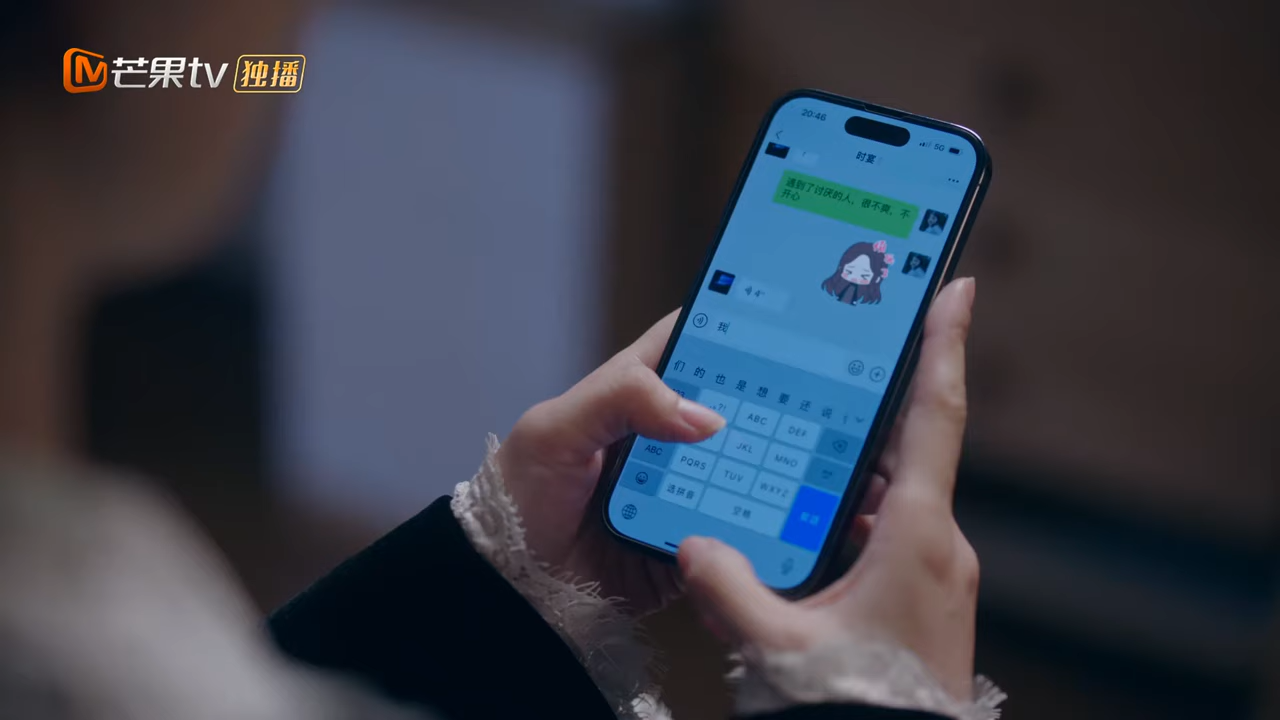 芒果tv 独播
20:46
5G
时宴
遇到了讨厌的人，很不爽，不
开心
我
们 的 也 是 想 要 还 说
ABC DEF
JKL MNO
ABC PQRS TUV WXYZ
选拼音 空格